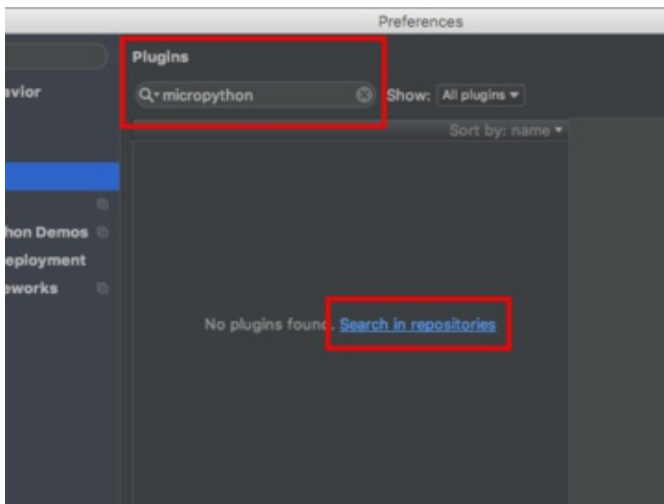 Preferences
Plugins
avior
micropython
Show: All plugins
Sort by: name
hon Demos
eployment
eworks
No plugins found. Search in repositories